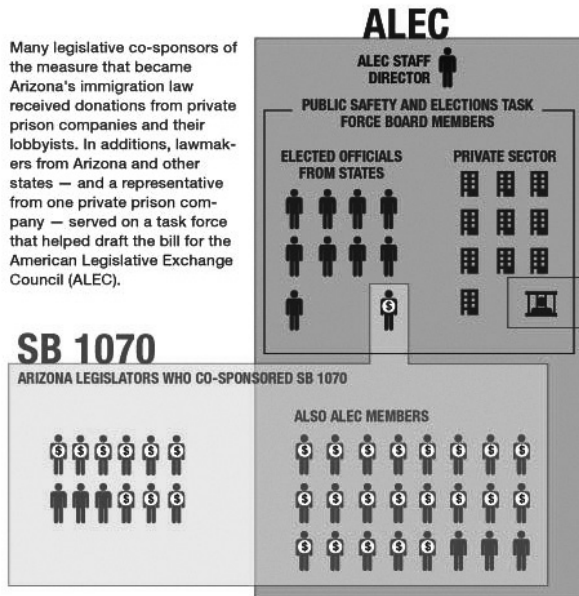 Many legislative co-sponsors of
the measure that became
Arizona's immigration law
received donations from private
prison companies and their
lobbyists. In additions, lawmak-
ers from Arizona and other
states — and a representative
from one private prison com-
pany — served on a task force
that helped draft the bill for the
American Legislative Exchange
Council (ALEC).
ALEC
ALEC STAFF
DIRECTOR
PUBLIC SAFETY AND ELECTIONS TASK
FORCE BOARD MEMBERS
ELECTED OFFICIALS
FROM STATES
PRIVATE SECTOR
$
SB 1070
ARIZONA LEGISLATORS WHO CO-SPONSORED SB 1070
$ $ $ $ $ $
$ $ $
ALSO ALEC MEMBERS
$ $ $ $ $ $ $ $
$ $ $ $ $ $ $ $
$ $ $ $ $